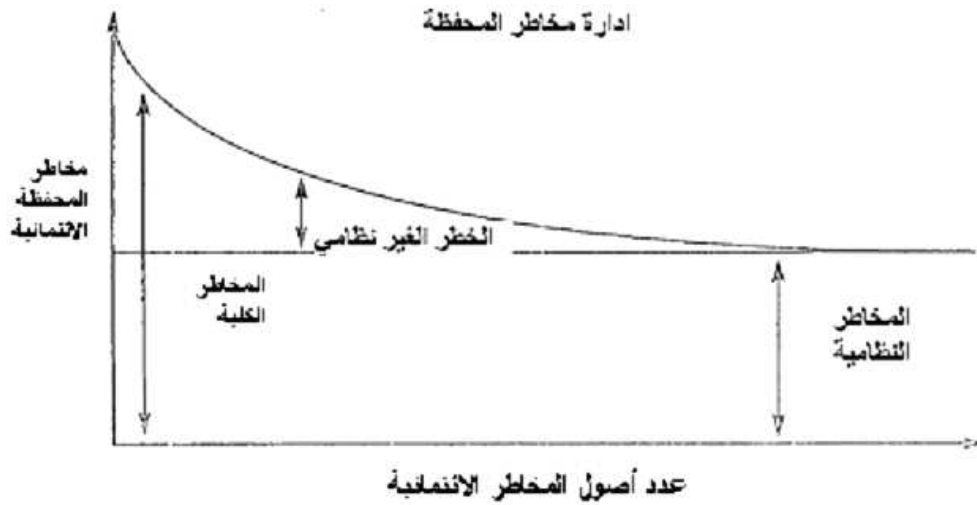 ادارة مخاطر المحفظة
مخاطر
المحفظة
الائتمانية
الخطر الغير نظامي
المخاطر
الكلية
المخاطر
النظامية
عدد أصول المخاطر الائتمانية